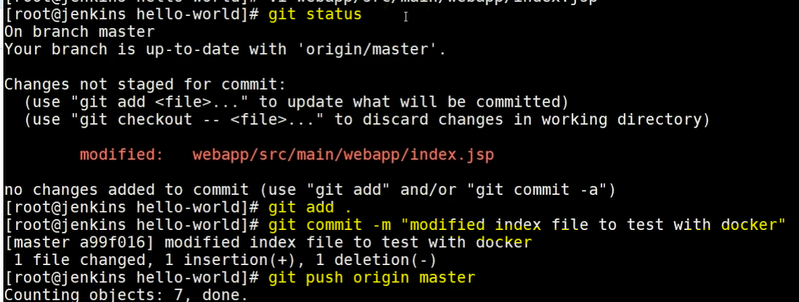 [root@jenkins hello-world]# vi webapp/src/main/webapp/index.jsp
[root@jenkins hello-world]# git status
On branch master
Your branch is up-to-date with 'origin/master'.
Changes not staged for commit:
  (use "git add <file>..." to update what will be committed)
  (use "git checkout -- <file>..." to discard changes in working directory)
        modified:   webapp/src/main/webapp/index.jsp
no changes added to commit (use "git add" and/or "git commit -a")
[root@jenkins hello-world]# git add .
[root@jenkins hello-world]# git commit -m "modified index file to test with docker"
[master a99f016] modified index file to test with docker
 1 file changed, 1 insertion(+), 1 deletion(-)
[root@jenkins hello-world]# git push origin master
Counting objects: 7, done.